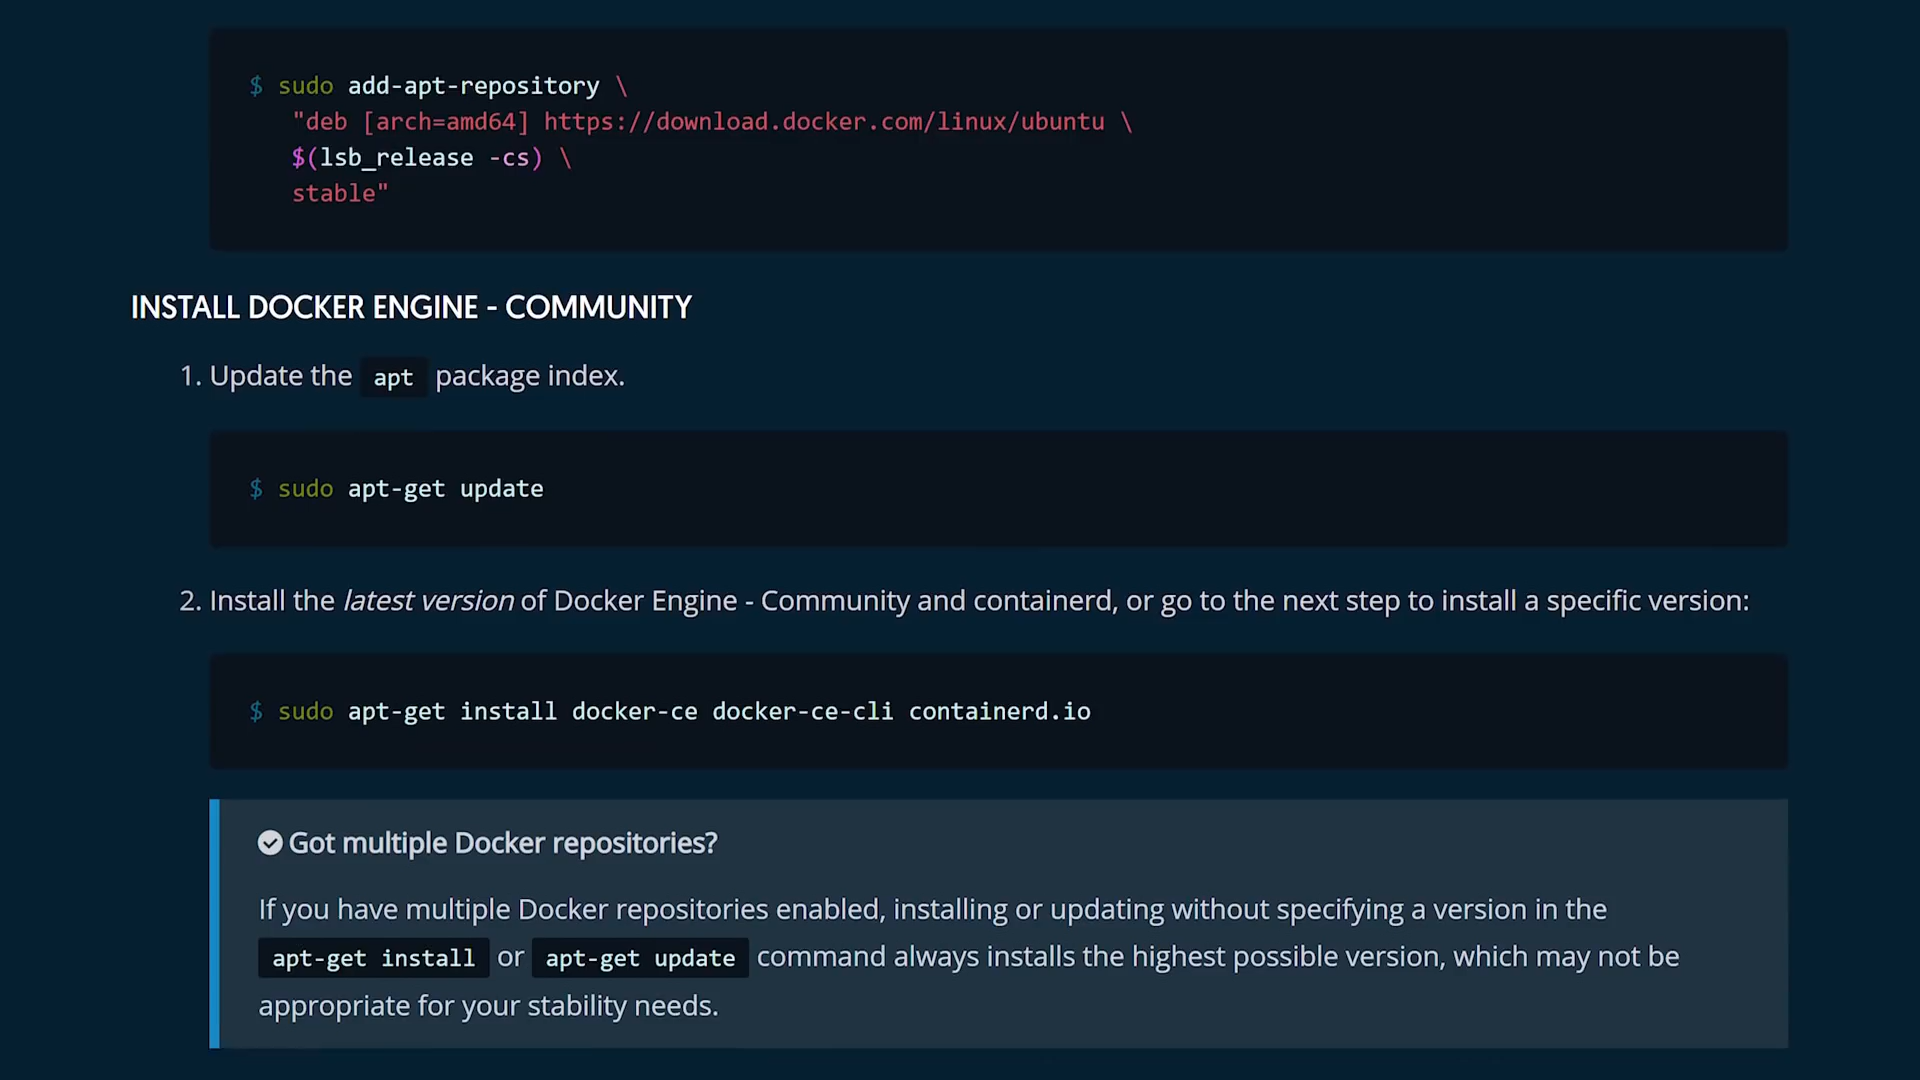 $ sudo add-apt-repository \
"deb [arch=amd64] https://download.docker.com/linux/ubuntu \
$(lsb_release -cs) \
stable"
INSTALL DOCKER ENGINE - COMMUNITY
1. Update the apt package index.
$ sudo apt-get update
2. Install the latest version of Docker Engine - Community and containerd, or go to the next step to install a specific version:
$ sudo apt-get install docker-ce docker-ce-cli containerd.io
Got multiple Docker repositories?
If you have multiple Docker repositories enabled, installing or updating without specifying a version in the
apt-get install or apt-get update command always installs the highest possible version, which may not be
appropriate for your stability needs.